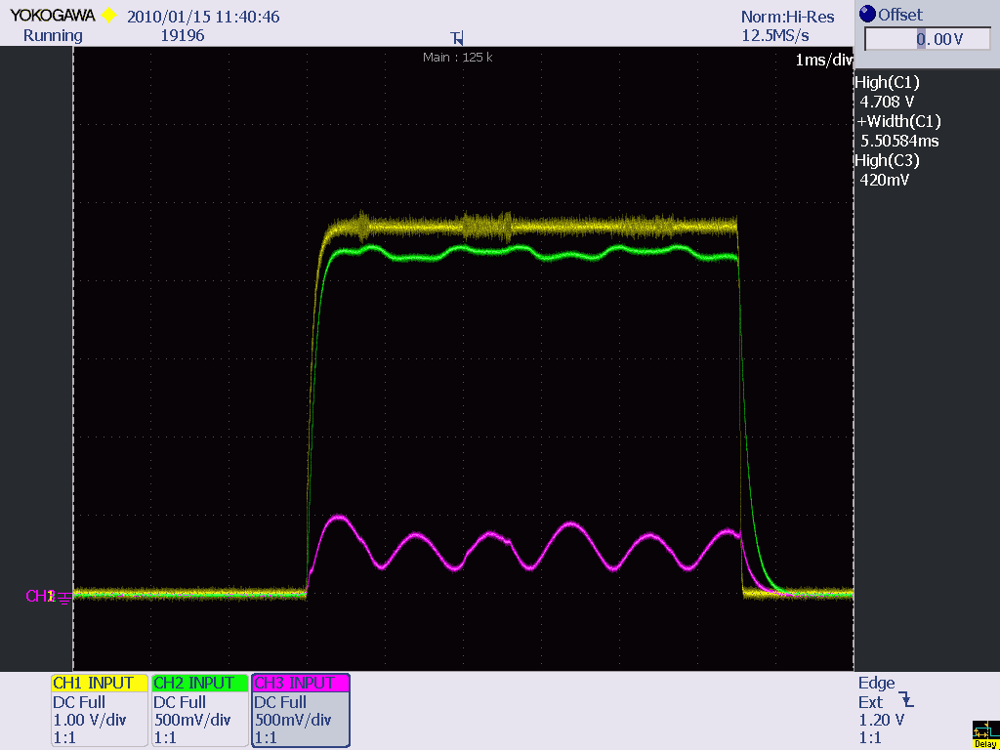 YOKOGAWA 2010/01/15 11:40:46
Running 19196
Norm:Hi-Res
12.5MS/s
Offset
0.00V
Main : 125 k
1ms/div
High(C1)
4.708 V
+Width(C1)
5.50584ms
High(C3)
420mV
CH1 INPUT
DC Full
1.00 V/div
1:1
CH2 INPUT
DC Full
500mV/div
1:1
CH3 INPUT
DC Full
500mV/div
1:1
Edge
Ext
1.20 V
1:1
Delay